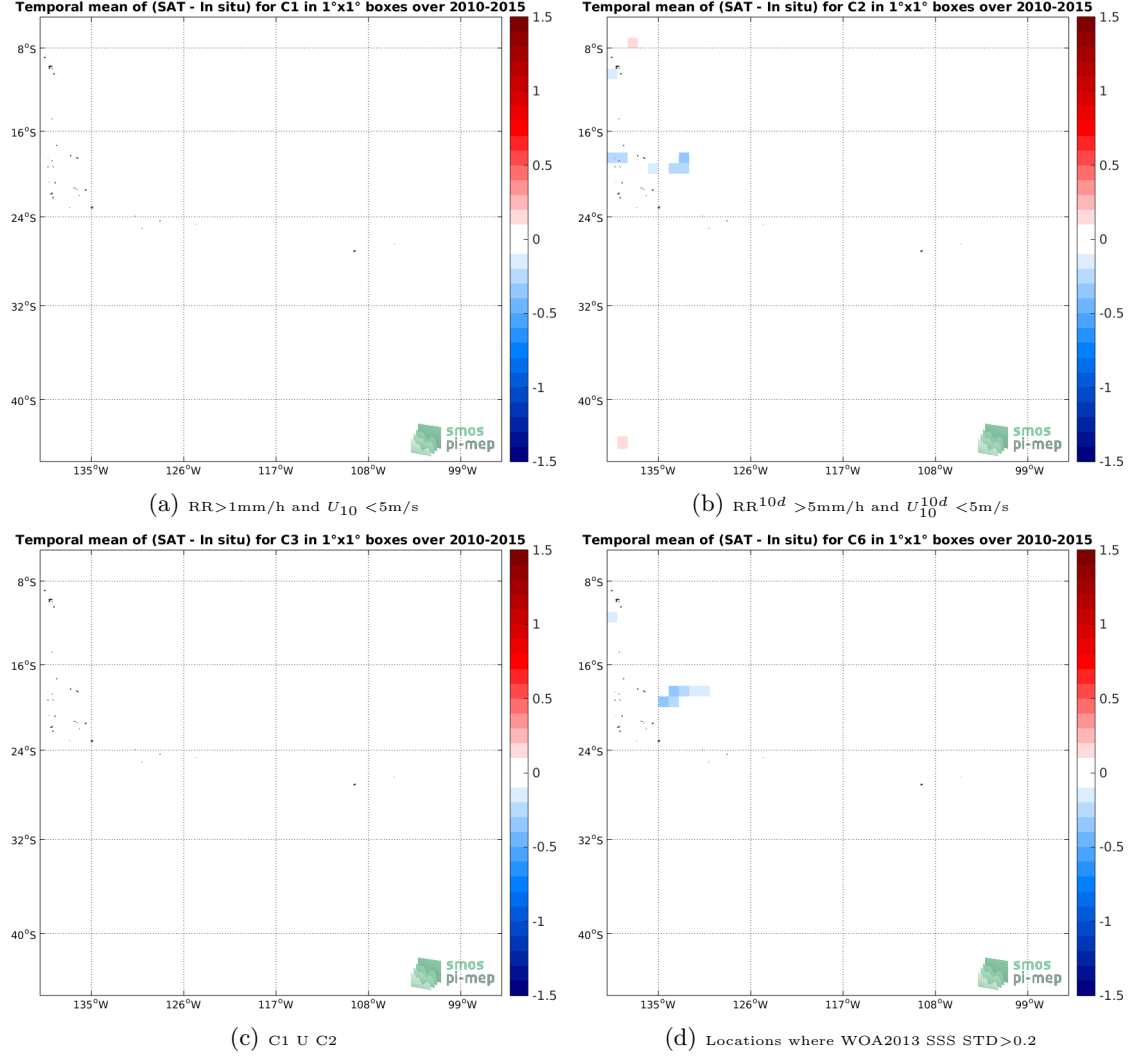 Temporal mean of (SAT - In situ) for C1 in 1°x1° boxes over 2010-2015
8°S
16°S
24°S
32°S
40°S
135°W
126°W
117°W
108°W
99°W
1.5
1
0.5
0
-0.5
-1
-1.5
smos
pi-mep
(a) RR>1mm/h and U10 <5m/s
Temporal mean of (SAT - In situ) for C2 in 1°x1° boxes over 2010-2015
8°S
16°S
24°S
32°S
40°S
135°W
126°W
117°W
108°W
99°W
1.5
1
0.5
0
-0.5
-1
-1.5
smos
pi-mep
(b) RR^10d >5mm/h and U10^10d <5m/s
Temporal mean of (SAT - In situ) for C3 in 1°x1° boxes over 2010-2015
8°S
16°S
24°S
32°S
40°S
135°W
126°W
117°W
108°W
99°W
1.5
1
0.5
0
-0.5
-1
-1.5
smos
pi-mep
(c) C1 U C2
Temporal mean of (SAT - In situ) for C6 in 1°x1° boxes over 2010-2015
8°S
16°S
24°S
32°S
40°S
135°W
126°W
117°W
108°W
99°W
1.5
1
0.5
0
-0.5
-1
-1.5
smos
pi-mep
(d) Locations where WOA2013 SSS STD>0.2